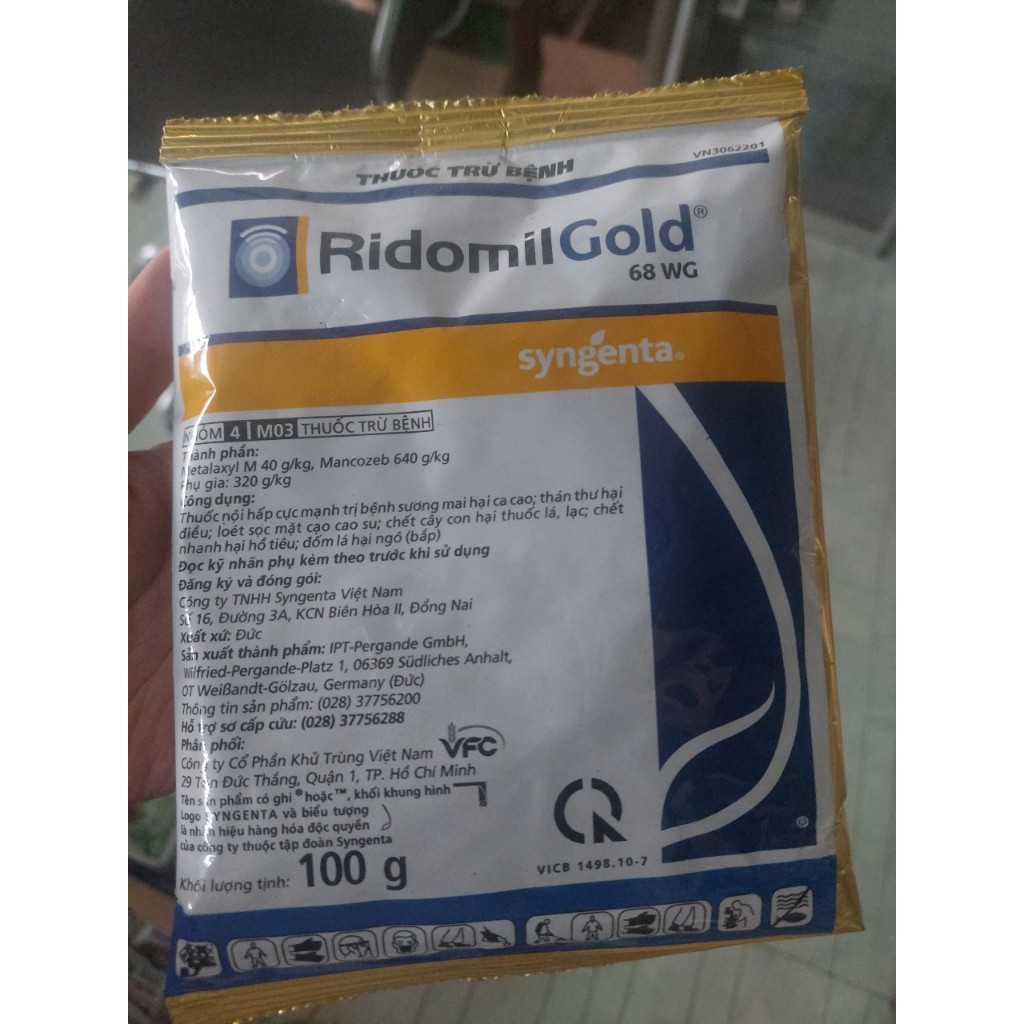 THUỐC TRỪ BỆNH
VN3062201
RidomilGold®
68 WG
syngenta®
NHÓM 4 | M03 THUỐC TRỪ BỆNH
Thành phần:
Metalaxyl M 40 g/kg, Mancozeb 640 g/kg
Phụ gia: 320 g/kg
Công dụng:
Thuốc nội hấp cực mạnh trị bệnh sương mai hại ca cao; thán thư hại
điều; loét sọc mặt cạo cao su; chết cây con hại thuốc lá, lạc; chết
nhanh hại hồ tiêu; đốm lá hại ngô (bắp)
Đọc kỹ nhãn phụ kèm theo trước khi sử dụng
Đăng ký và đóng gói:
Công ty TNHH Syngenta Việt Nam
Số 16, Đường 3A, KCN Biên Hòa II, Đồng Nai
Xuất xứ: Đức
Sản xuất thành phẩm: IPT-Pergande GmbH,
Wilfried-Pergande-Platz 1, 06369 Südliches Anhalt,
OT Weißandt-Gölzau, Germany (Đức)
Thông tin sản phẩm: (028) 37756200
Hỗ trợ sơ cấp cứu: (028) 37756288
Phân phối:
Công ty Cổ Phần Khử Trùng Việt Nam VFC
29 Tôn Đức Thắng, Quận 1, TP. Hồ Chí Minh
Tên sản phẩm có ghi ® hoặc ™, khối khung hình
Logo SYNGENTA và biểu tượng
là nhãn hiệu hàng hóa độc quyền
của công ty thuộc tập đoàn Syngenta
Khối lượng tịnh: 100 g
CR
VICB 1498.10-7
®